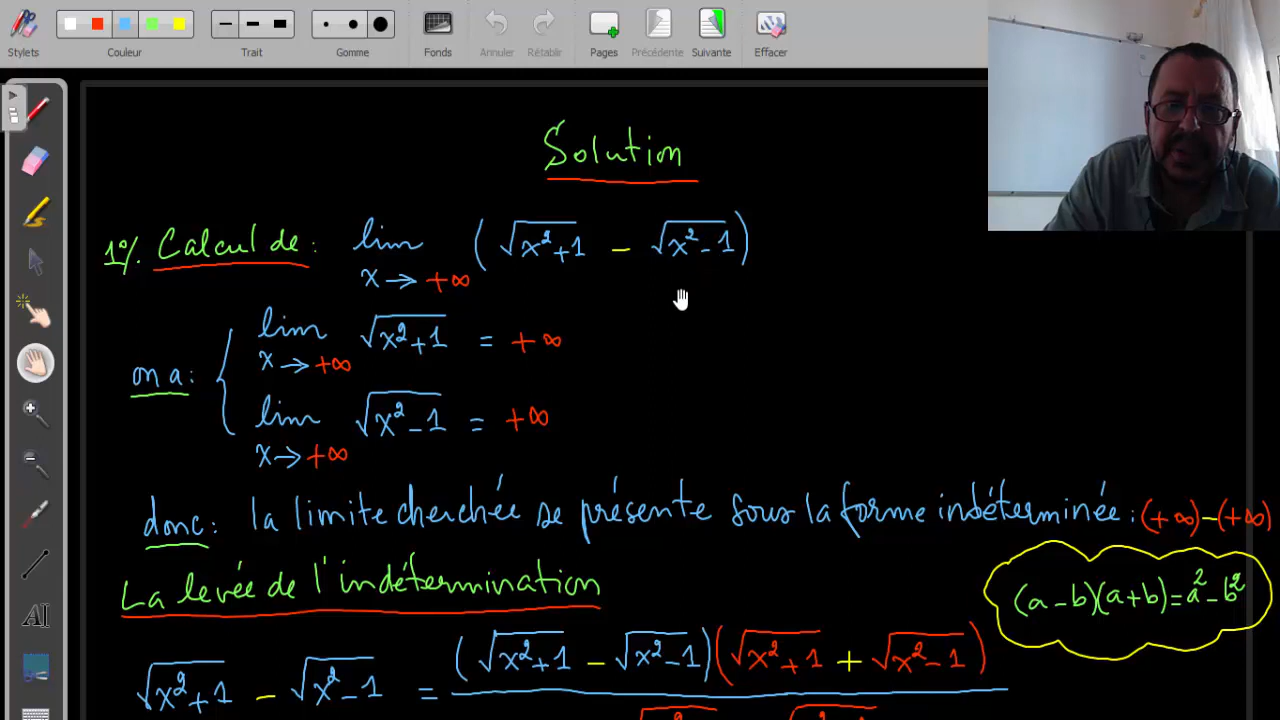 Stylets Couleur Trait Gomme Fonds Annuler Rétablir Pages Précédente Suivante Effacer
Solution
1°/. Calcul de : lim x→+∞ (√(x²+1) − √(x²−1))
on a : { lim x→+∞ √(x²+1) = +∞
lim x→+∞ √(x²−1) = +∞
donc : la limite cherchée se présente sous la forme indéterminée : (+∞)−(+∞)
La levée de l'indétermination
(a−b)(a+b)=a²−b²
√(x²+1) − √(x²−1) = (√(x²+1) − √(x²−1))(√(x²+1) + √(x²−1))
AI